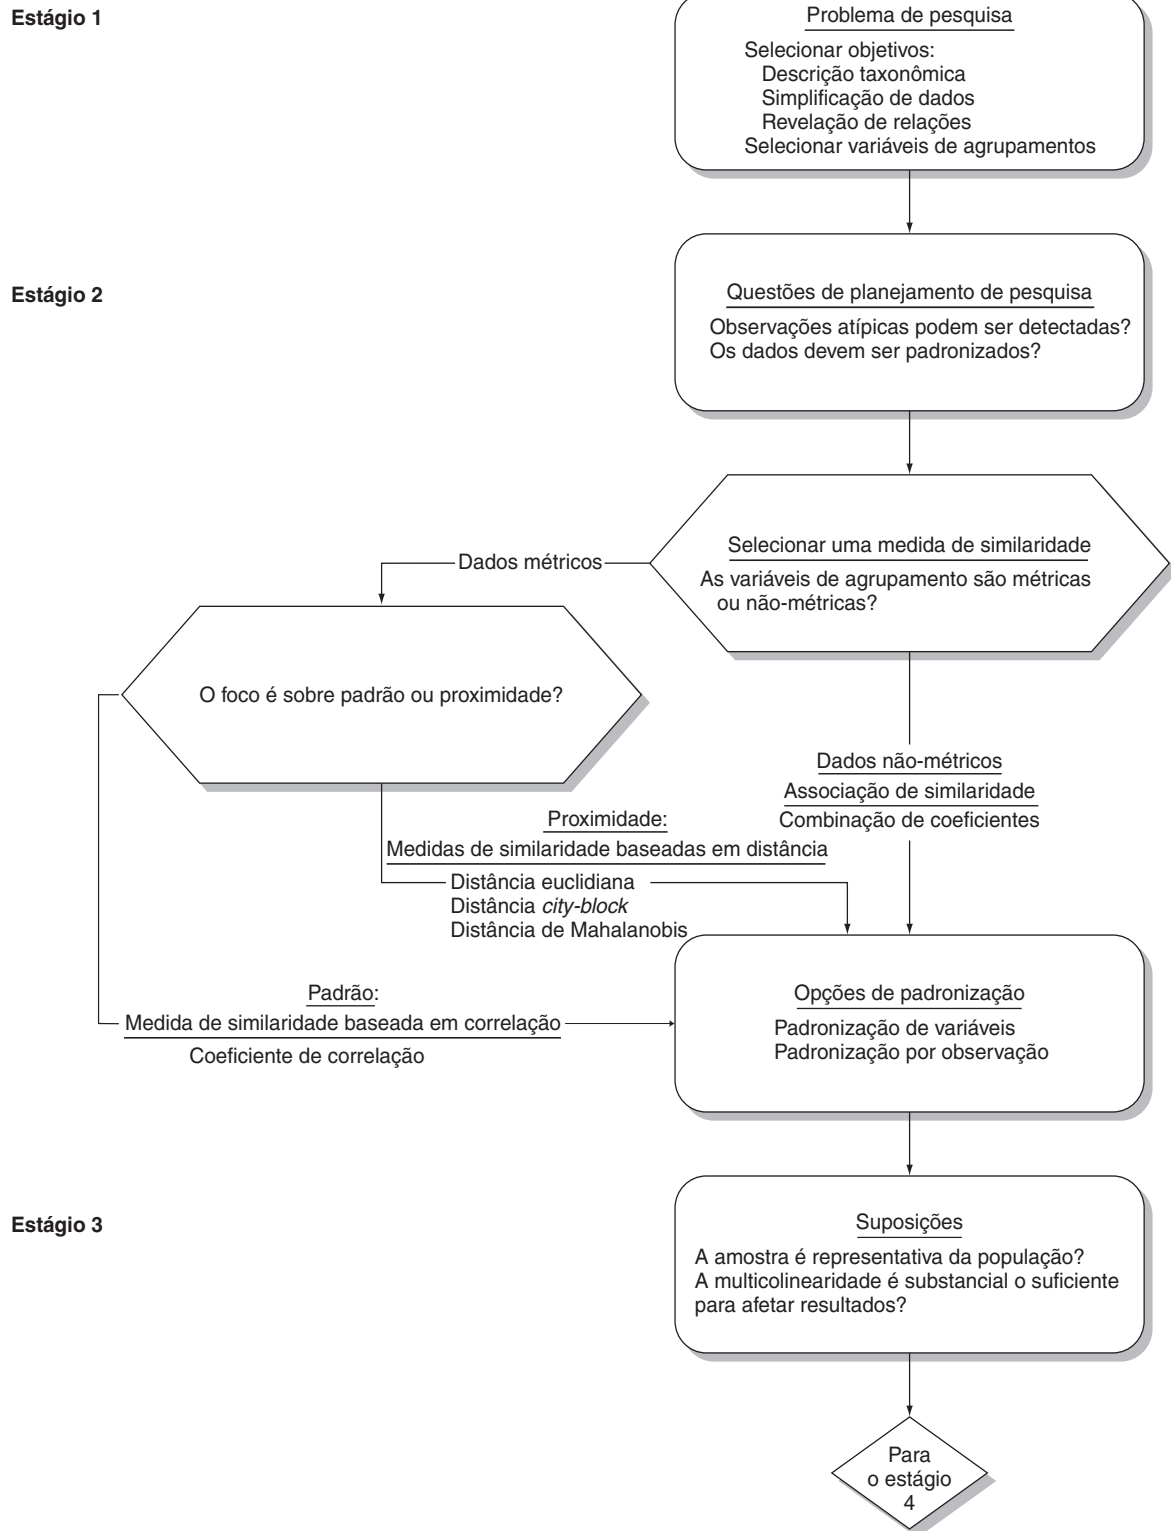 Estágio 1
Problema de pesquisa
Selecionar objetivos:
Descrição taxonômica
Simplificação de dados
Revelação de relações
Selecionar variáveis de agrupamentos
Estágio 2
Questões de planejamento de pesquisa
Observações atípicas podem ser detectadas?
Os dados devem ser padronizados?
Selecionar uma medida de similaridade
As variáveis de agrupamento são métricas
ou não-métricas?
Dados métricos
O foco é sobre padrão ou proximidade?
Dados não-métricos
Associação de similaridade
Combinação de coeficientes
Proximidade:
Medidas de similaridade baseadas em distância
Distância euclidiana
Distância city-block
Distância de Mahalanobis
Padrão:
Medida de similaridade baseada em correlação
Coeficiente de correlação
Opções de padronização
Padronização de variáveis
Padronização por observação
Estágio 3
Suposições
A amostra é representativa da população?
A multicolinearidade é substancial o suficiente
para afetar resultados?
Para
o estágio
4